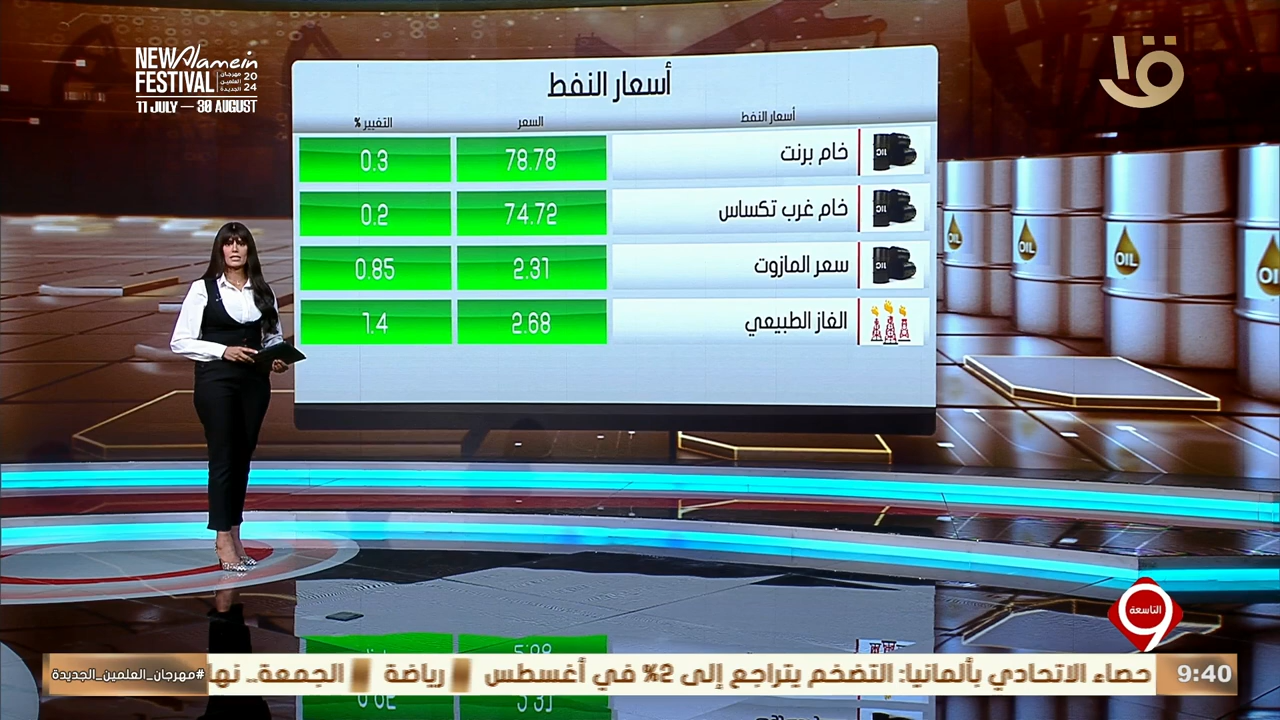 NEW Alamein
FESTIVAL
مهرجان
العلمين
الجديدة
2024
11 JULY — 30 AUGUST
أسعار النفط
أسعار النفط السعر التغيير %
خام برنت 78.78 0.3
خام غرب تكساس 74.72 0.2
سعر المازوت 2.31 0.85
الغاز الطبيعي 2.68 1.4
OIL
OIL
OIL
OIL
التاسعة
9
9:40
حصاء الاتحادي بألمانيا: التضخم يتراجع إلى 2% في أغسطس رياضة الجمعة.. نها
#مهرجان_العلمين_الجديدة